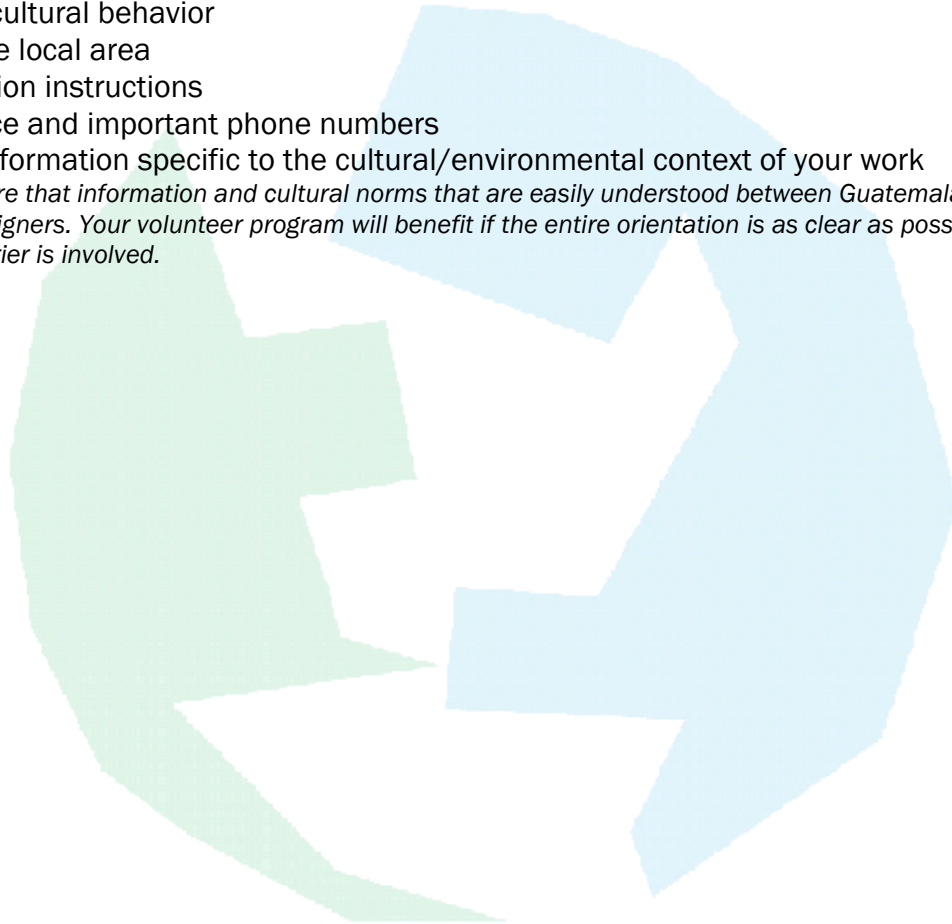 cultural behavior
e local area
ion instructions
ce and important phone numbers
formation specific to the cultural/environmental context of your work
re that information and cultural norms that are easily understood between Guatemala
igners. Your volunteer program will benefit if the entire orientation is as clear as poss
ier is involved.